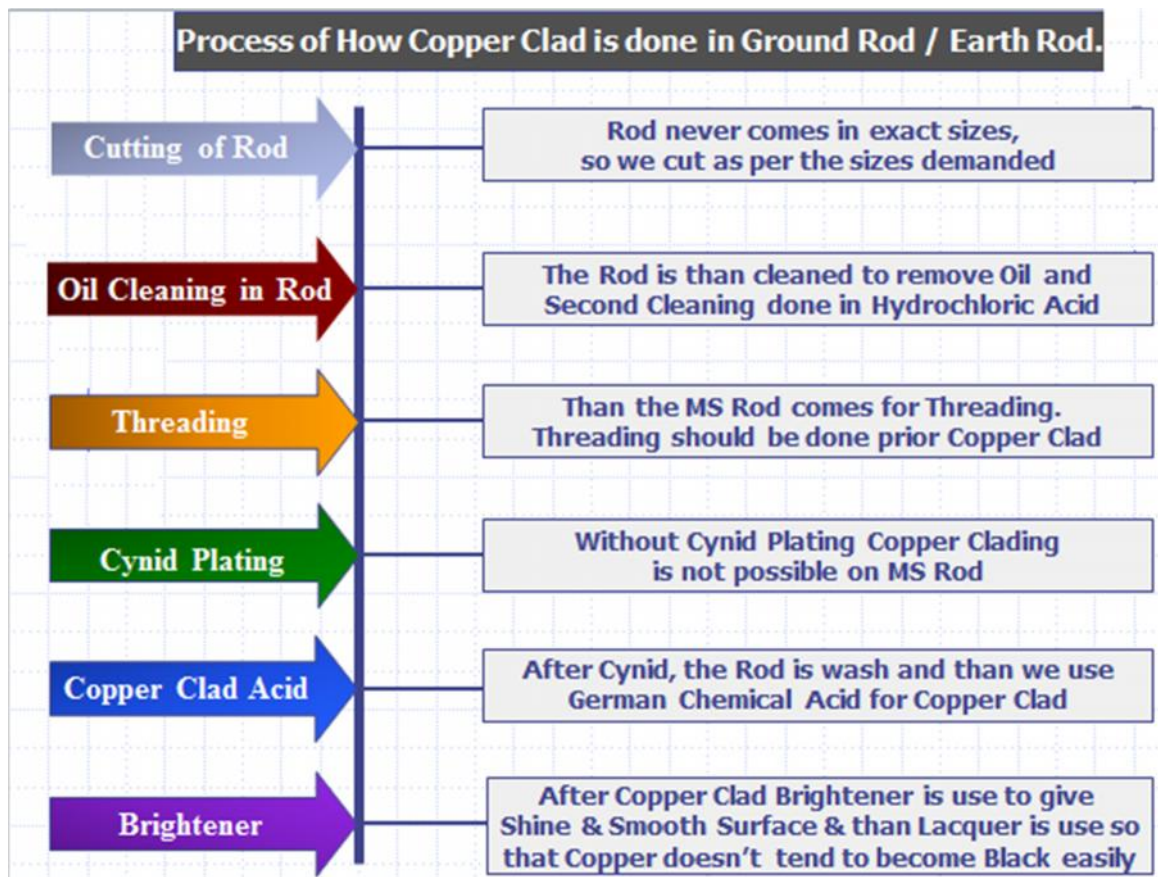 Process of How Copper Clad is done in Ground Rod / Earth Rod.
Cutting of Rod
Rod never comes in exact sizes,
so we cut as per the sizes demanded
Oil Cleaning in Rod
The Rod is than cleaned to remove Oil and
Second Cleaning done in Hydrochloric Acid
Threading
Than the MS Rod comes for Threading.
Threading should be done prior Copper Clad
Cynid Plating
Without Cynid Plating Copper Clading
is not possible on MS Rod
Copper Clad Acid
After Cynid, the Rod is wash and than we use
German Chemical Acid for Copper Clad
Brightener
After Copper Clad Brightener is use to give
Shine & Smooth Surface & than Lacquer is use so
that Copper doesn't tend to become Black easily